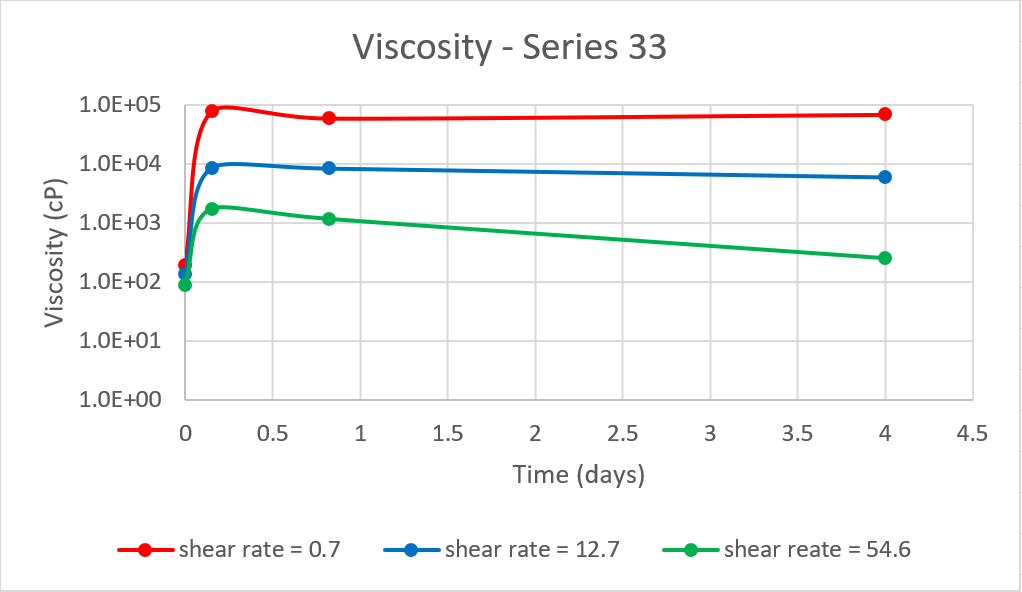 Viscosity - Series 33
1.0E+05
1.0E+04
1.0E+03
1.0E+02
1.0E+01
1.0E+00
Viscosity (cP)
0 0.5 1 1.5 2 2.5 3 3.5 4 4.5
Time (days)
shear rate = 0.7 shear rate = 12.7 shear reate = 54.6